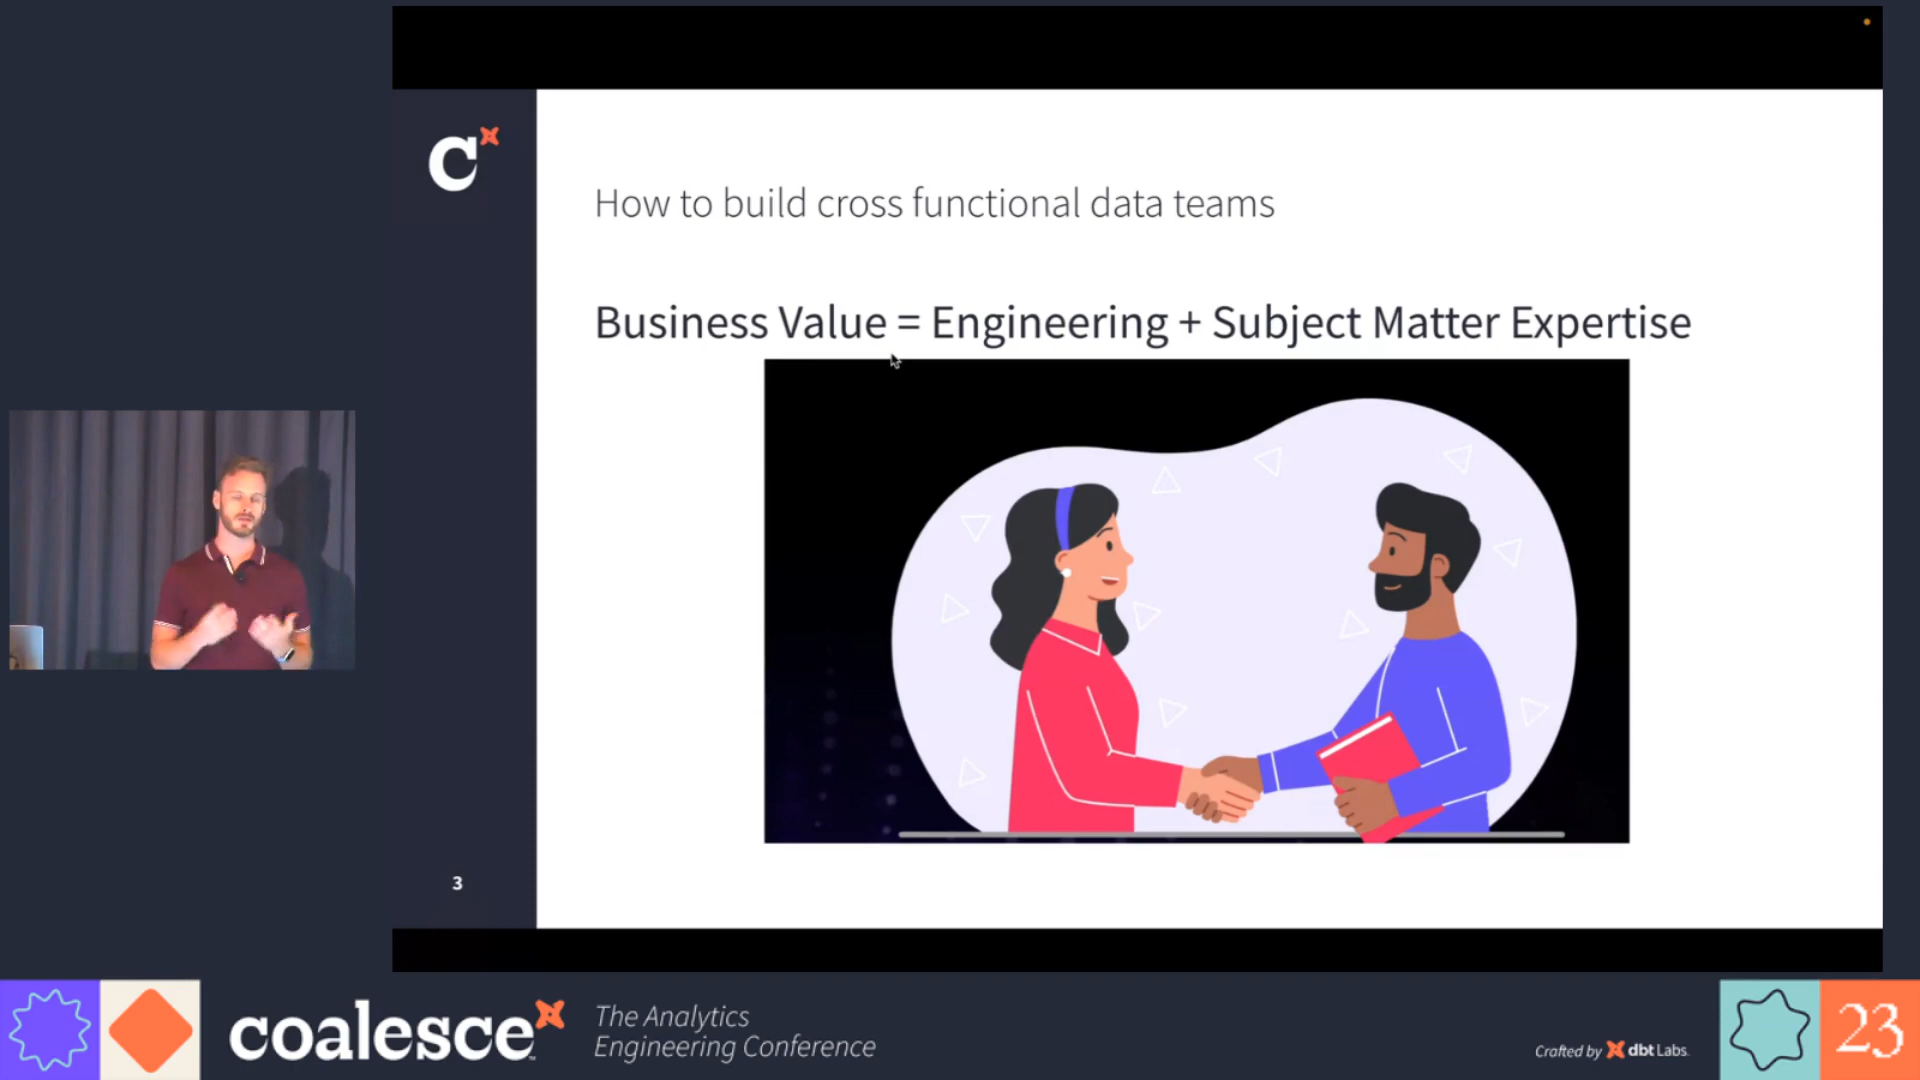 C
How to build cross functional data teams
Business Value = Engineering + Subject Matter Expertise
3
coalesce
The Analytics
Engineering Conference
Crafted by dbt Labs
23